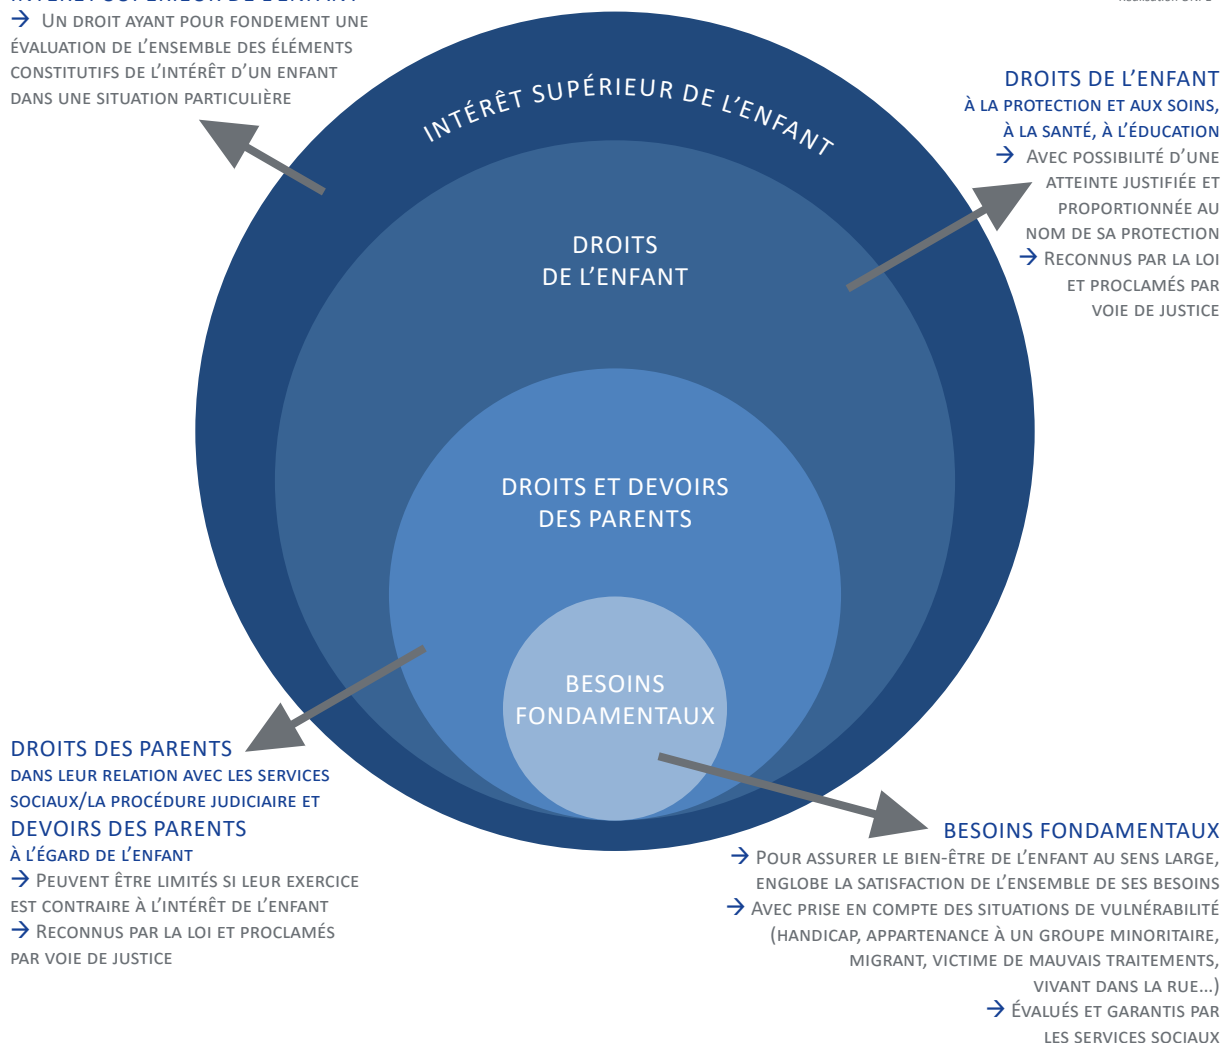 INTÉRÊT SUPÉRIEUR DE L'ENFANT
→ UN DROIT AYANT POUR FONDEMENT UNE
ÉVALUATION DE L'ENSEMBLE DES ÉLÉMENTS
CONSTITUTIFS DE L'INTÉRÊT D'UN ENFANT
DANS UNE SITUATION PARTICULIÈRE
INTÉRÊT SUPÉRIEUR DE L'ENFANT
DROITS DE L'ENFANT
À LA PROTECTION ET AUX SOINS,
À LA SANTÉ, À L'ÉDUCATION
→ AVEC POSSIBILITÉ D'UNE
ATTEINTE JUSTIFIÉE ET
PROPORTIONNÉE AU
NOM DE SA PROTECTION
→ RECONNUS PAR LA LOI
ET PROCLAMÉS PAR
VOIE DE JUSTICE
DROITS
DE L'ENFANT
DROITS ET DEVOIRS
DES PARENTS
BESOINS
FONDAMENTAUX
DROITS DES PARENTS
DANS LEUR RELATION AVEC LES SERVICES
SOCIAUX/LA PROCÉDURE JUDICIAIRE ET
DEVOIRS DES PARENTS
À L'ÉGARD DE L'ENFANT
→ PEUVENT ÊTRE LIMITÉS SI LEUR EXERCICE
EST CONTRAIRE À L'INTÉRÊT DE L'ENFANT
→ RECONNUS PAR LA LOI ET PROCLAMÉS
PAR VOIE DE JUSTICE
BESOINS FONDAMENTAUX
→ POUR ASSURER LE BIEN-ÊTRE DE L'ENFANT AU SENS LARGE,
ENGLOBE LA SATISFACTION DE L'ENSEMBLE DE SES BESOINS
→ AVEC PRISE EN COMPTE DES SITUATIONS DE VULNÉRABILITÉ
(HANDICAP, APPARTENANCE À UN GROUPE MINORITAIRE,
MIGRANT, VICTIME DE MAUVAIS TRAITEMENTS,
VIVANT DANS LA RUE...)
→ ÉVALUÉS ET GARANTIS PAR
LES SERVICES SOCIAUX